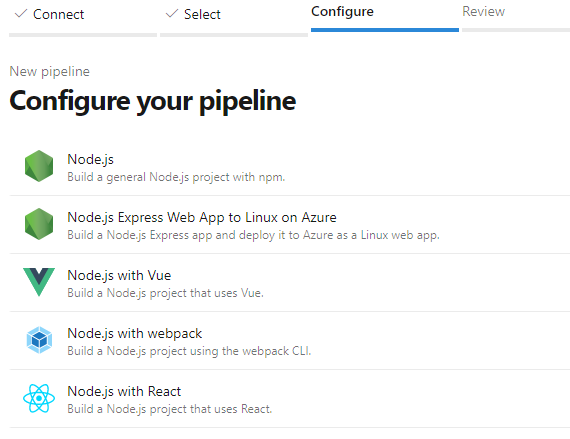 Connect
Select
Configure
Review
New pipeline
Configure your pipeline
Node.js
Build a general Node.js project with npm.
Node.js Express Web App to Linux on Azure
Build a Node.js Express app and deploy it to Azure as a Linux web app.
Node.js with Vue
Build a Node.js project that uses Vue.
Node.js with webpack
Build a Node.js project using the webpack CLI.
Node.js with React
Build a Node.js project that uses React.